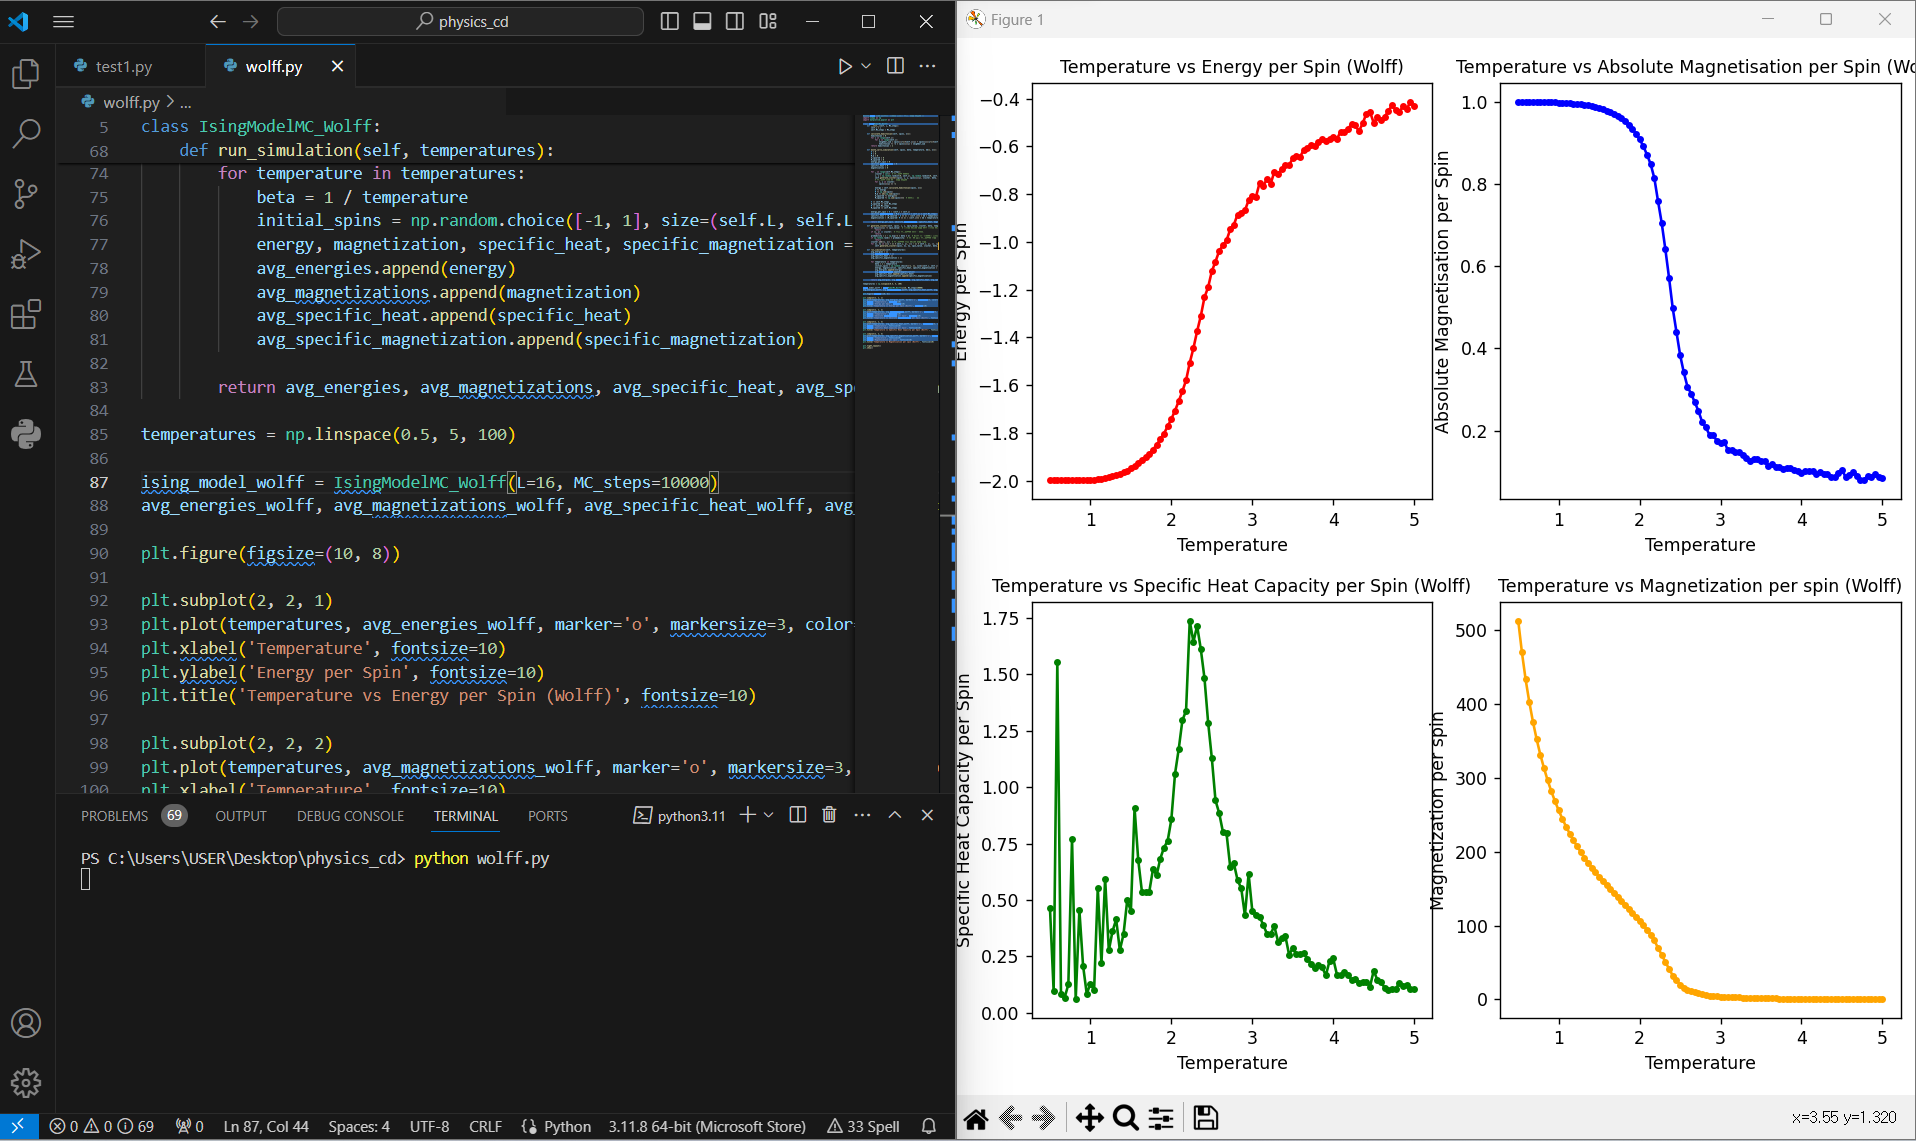 physics_cd
test1.py
wolff.py
wolff.py > ...
5 class IsingModelMC_Wolff:
68 def run_simulation(self, temperatures):
74 for temperature in temperatures:
75 beta = 1 / temperature
76 initial_spins = np.random.choice([-1, 1], size=(self.L, self.L
77 energy, magnetization, specific_heat, specific_magnetization =
78 avg_energies.append(energy)
79 avg_magnetizations.append(magnetization)
80 avg_specific_heat.append(specific_heat)
81 avg_specific_magnetization.append(specific_magnetization)
82
83 return avg_energies, avg_magnetizations, avg_specific_heat, avg_sp
84
85 temperatures = np.linspace(0.5, 5, 100)
86
87 ising_model_wolff = IsingModelMC_Wolff(L=16, MC_steps=10000)
88 avg_energies_wolff, avg_magnetizations_wolff, avg_specific_heat_wolff, avg_
89
90 plt.figure(figsize=(10, 8))
91
92 plt.subplot(2, 2, 1)
93 plt.plot(temperatures, avg_energies_wolff, marker='o', markersize=3, color=
94 plt.xlabel('Temperature', fontsize=10)
95 plt.ylabel('Energy per Spin', fontsize=10)
96 plt.title('Temperature vs Energy per Spin (Wolff)', fontsize=10)
97
98 plt.subplot(2, 2, 2)
99 plt.plot(temperatures, avg_magnetizations_wolff, marker='o', markersize=3,
100 plt.xlabel('Temperature', fontsize=10)
PROBLEMS 69 OUTPUT DEBUG CONSOLE TERMINAL PORTS python3.11
PS C:\Users\USER\Desktop\physics_cd> python wolff.py
0 0 69 0 Ln 87, Col 44 Spaces: 4 UTF-8 CRLF Python 3.11.8 64-bit (Microsoft Store) 33 Spell
Figure 1
Temperature vs Energy per Spin (Wolff)
Energy per Spin
−0.4
−0.6
−0.8
−1.0
−1.2
−1.4
−1.6
−1.8
−2.0
1 2 3 4 5
Temperature
Temperature vs Absolute Magnetisation per Spin (Wo
Absolute Magnetisation per Spin
1.0
0.8
0.6
0.4
0.2
1 2 3 4 5
Temperature
Temperature vs Specific Heat Capacity per Spin (Wolff)
Specific Heat Capacity per Spin
1.75
1.50
1.25
1.00
0.75
0.50
0.25
0.00
1 2 3 4 5
Temperature
Temperature vs Magnetization per spin (Wolff)
Magnetization per spin
500
400
300
200
100
0
1 2 3 4 5
Temperature
x=3.55 y=1.320